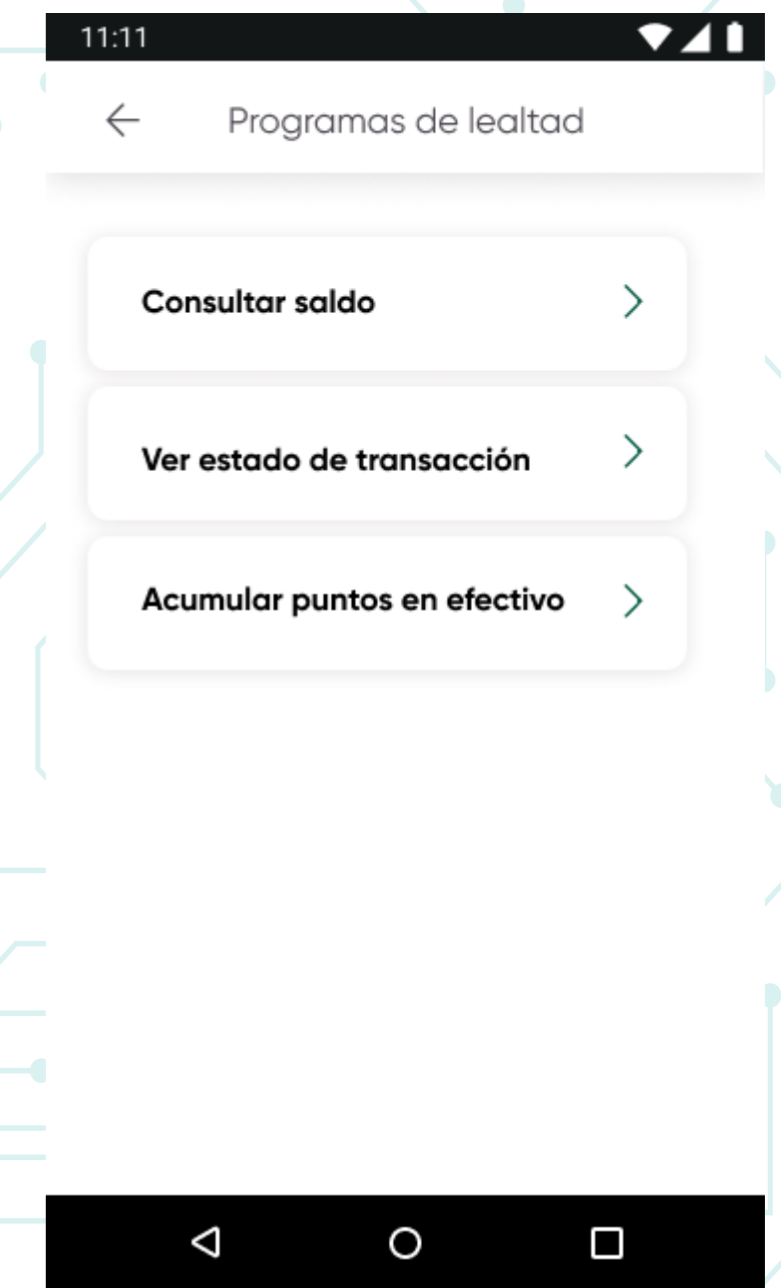 11:11
Programas de lealtad
Consultar saldo
Ver estado de transacción
Acumular puntos en efectivo